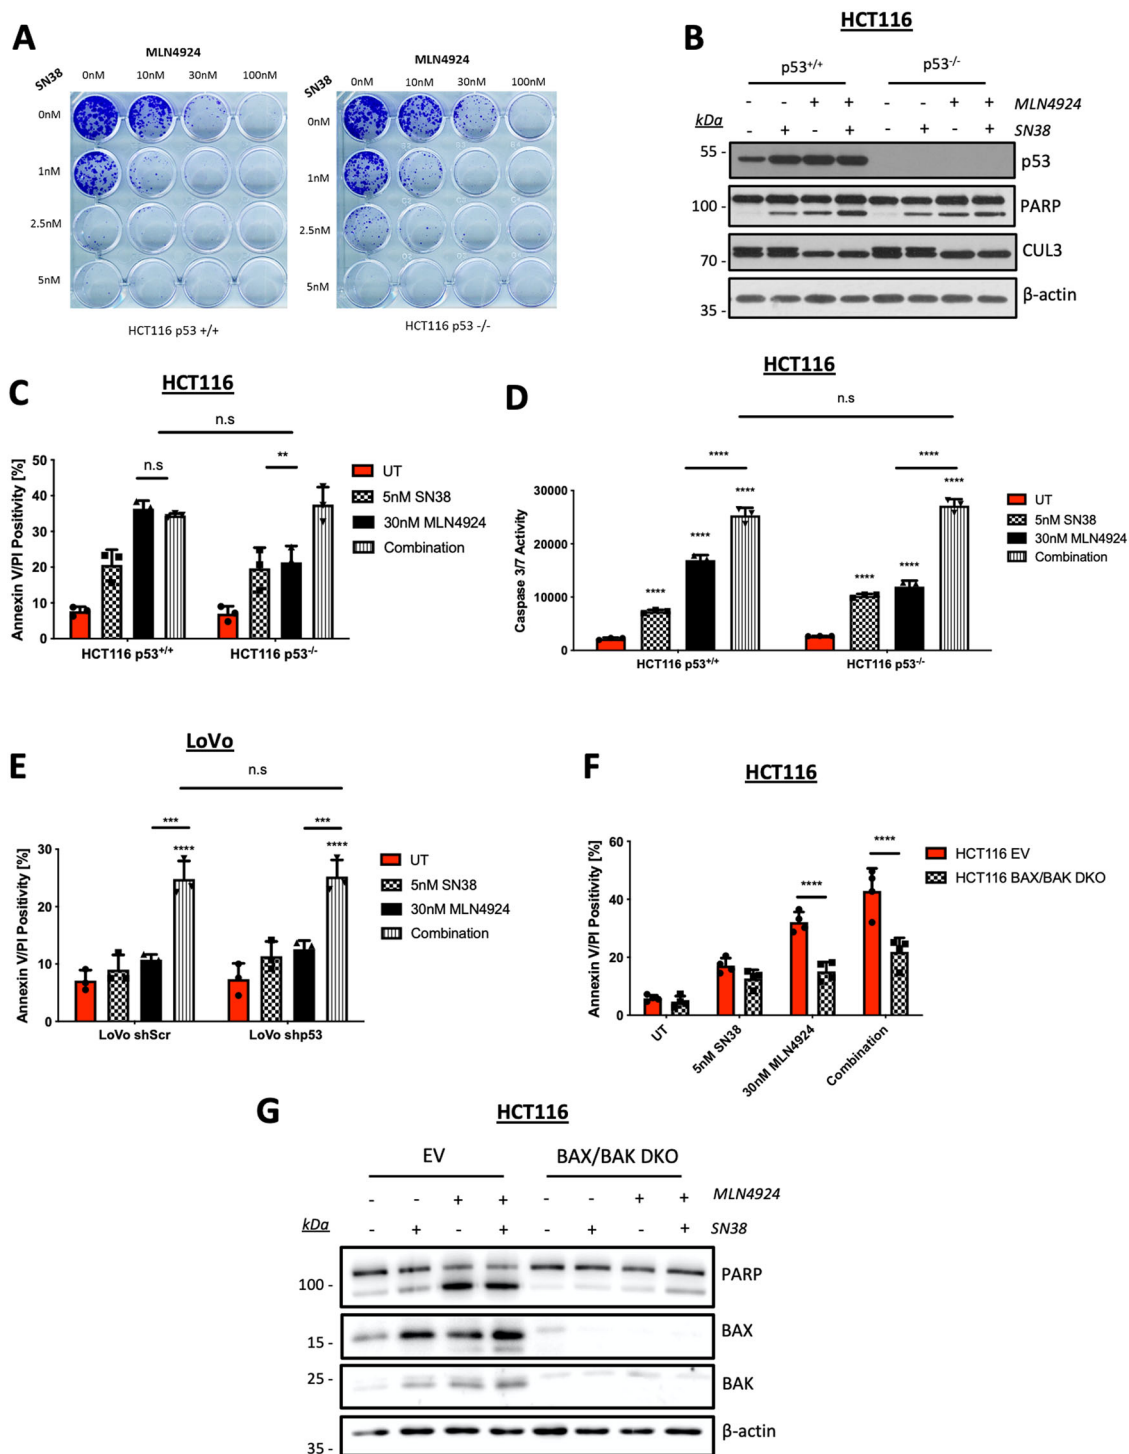 A
MLN4924
SN38
0nM 10nM 30nM 100nM
0nM
1nM
2.5nM
5nM
HCT116 p53 +/+
MLN4924
SN38
0nM 10nM 30nM 100nM
0nM
1nM
2.5nM
5nM
HCT116 p53 -/-
B
HCT116
p53+/+ p53-/-
- - + + - - + + MLN4924
kDa - + - + - + - + SN38
55 - p53
100 - PARP
70 - CUL3
35 - β-actin
C
HCT116
n.s
n.s **
Annexin V/PI Positivity [%]
50
40
30
20
10
0
HCT116 p53+/+ HCT116 p53-/-
UT
5nM SN38
30nM MLN4924
Combination
D
HCT116
n.s
**** ****
**** **** **** **** **** ****
Caspase 3/7 Activity
30000
20000
10000
0
HCT116 p53+/+ HCT116 p53-/-
UT
5nM SN38
30nM MLN4924
Combination
E
LoVo
n.s
*** ***
**** ****
Annexin V/PI Positivity [%]
30
20
10
0
LoVo shScr LoVo shp53
UT
5nM SN38
30nM MLN4924
Combination
F
HCT116
**** ****
Annexin V/PI Positivity [%]
60
40
20
0
UT
5nM SN38
30nM MLN4924
Combination
HCT116 EV
HCT116 BAX/BAK DKO
G
HCT116
EV BAX/BAK DKO
- - + + - - + + MLN4924
kDa - + - + - + - + SN38
100 - PARP
15 - BAX
25 - BAK
35 - β-actin